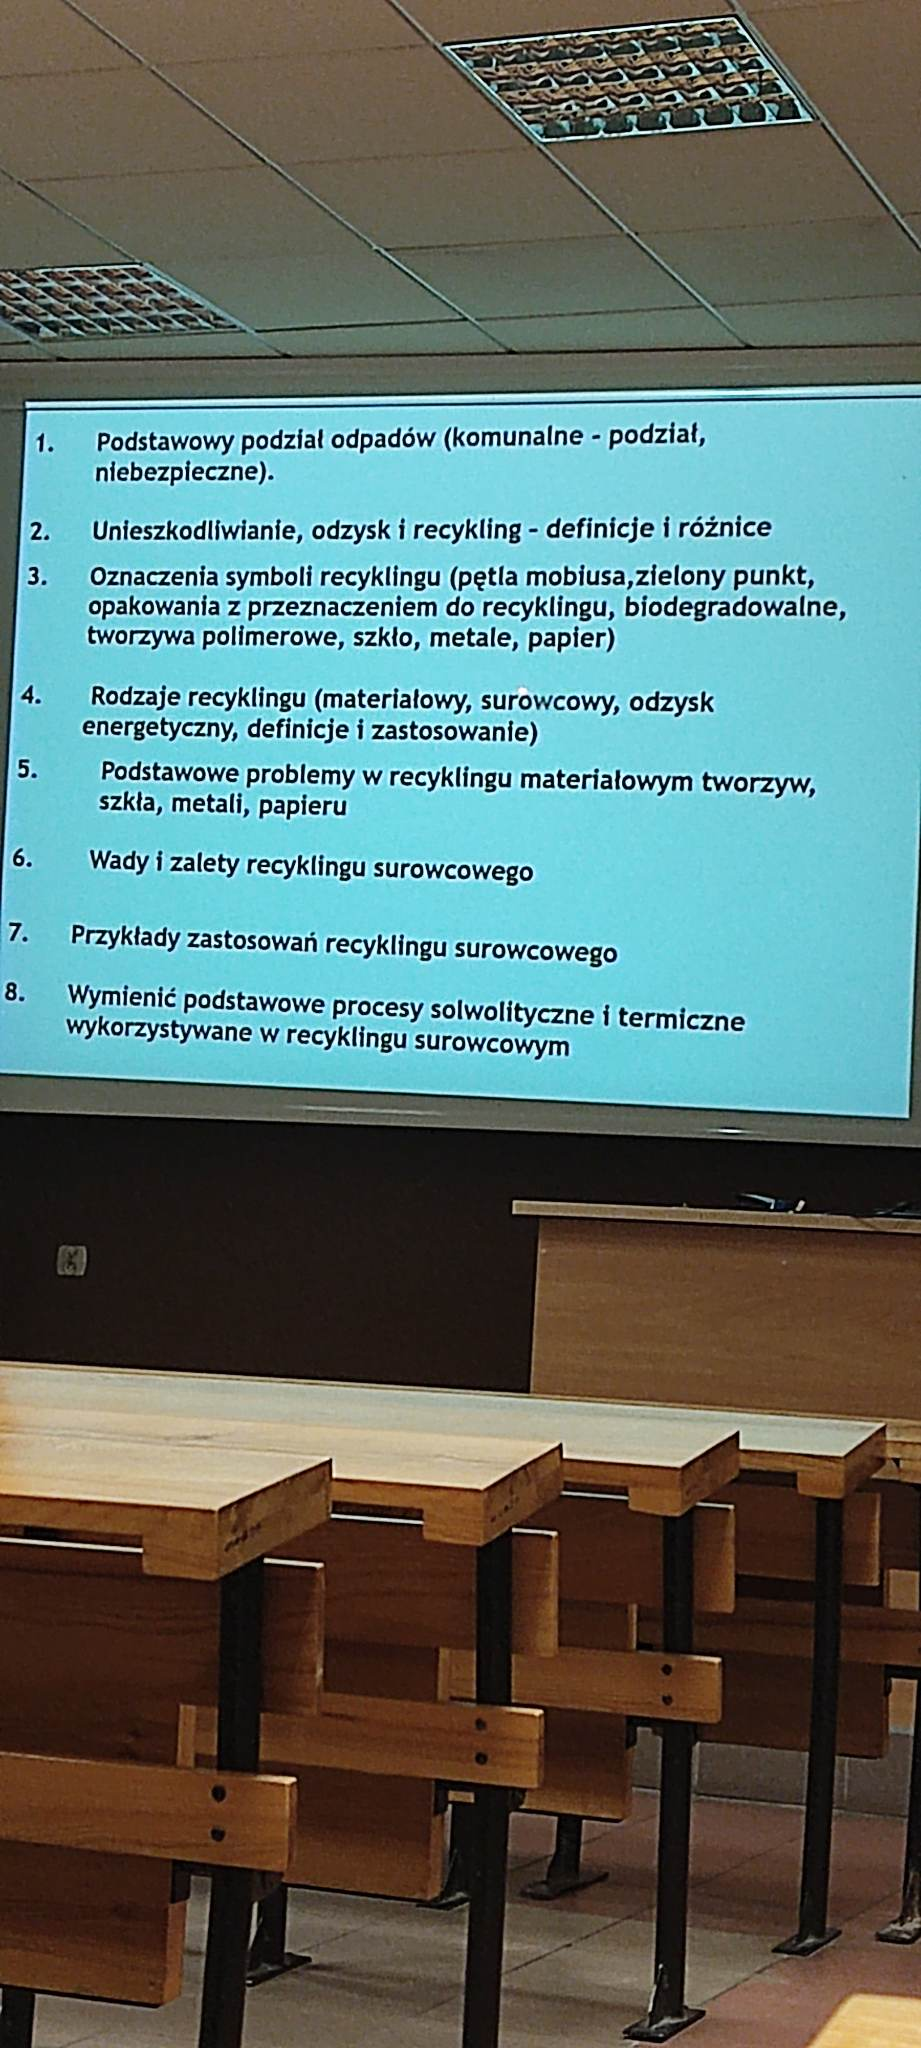 1. Podstawowy podział odpadów (komunalne - podział,
niebezpieczne).
2. Unieszkodliwianie, odzysk i recykling - definicje i różnice
3. Oznaczenia symboli recyklingu (pętla mobiusa,zielony punkt,
opakowania z przeznaczeniem do recyklingu, biodegradowalne,
tworzywa polimerowe, szkło, metale, papier)
4. Rodzaje recyklingu (materiałowy, surowcowy, odzysk
energetyczny, definicje i zastosowanie)
5. Podstawowe problemy w recyklingu materiałowym tworzyw,
szkła, metali, papieru
6. Wady i zalety recyklingu surowcowego
7. Przykłady zastosowań recyklingu surowcowego
8. Wymienić podstawowe procesy solwolityczne i termiczne
wykorzystywane w recyklingu surowcowym